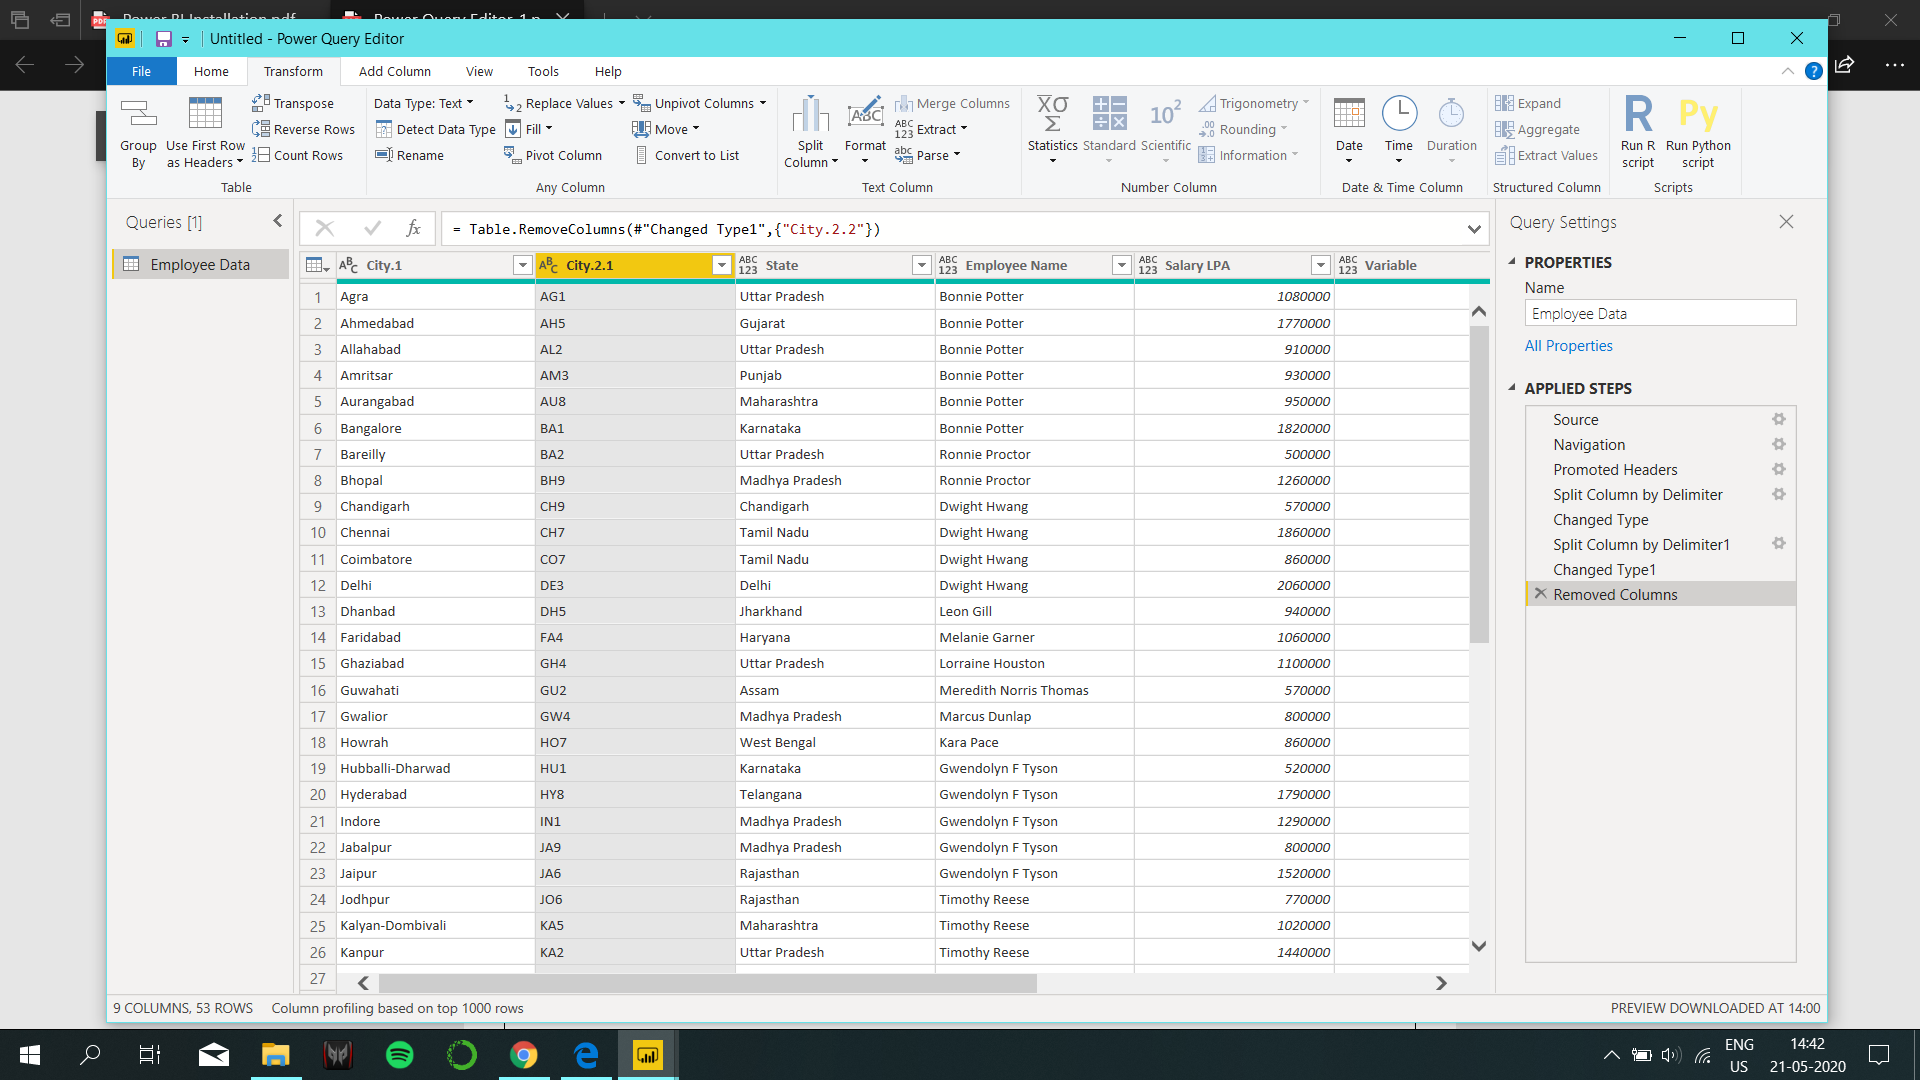 Power BI Installation.pdf
Power Query Editor_1.p
Untitled - Power Query Editor
File Home Transform Add Column View Tools Help
Group By
Use First Row as Headers
Transpose
Reverse Rows
Count Rows
Table
Data Type: Text
Detect Data Type
Rename
Replace Values
Fill
Pivot Column
Unpivot Columns
Move
Convert to List
Any Column
Split Column
Format
Merge Columns
Extract
Parse
Text Column
Statistics
Standard
Scientific
Trigonometry
Rounding
Information
Number Column
Date
Time
Duration
Date & Time Column
Expand
Aggregate
Extract Values
Structured Column
Run R script
Run Python script
Scripts
Queries [1]
Employee Data
fx
= Table.RemoveColumns(#"Changed Type1",{"City.2.2"})
City.1 City.2.1 State Employee Name Salary LPA Variable
1 Agra AG1 Uttar Pradesh Bonnie Potter 1080000
2 Ahmedabad AH5 Gujarat Bonnie Potter 1770000
3 Allahabad AL2 Uttar Pradesh Bonnie Potter 910000
4 Amritsar AM3 Punjab Bonnie Potter 930000
5 Aurangabad AU8 Maharashtra Bonnie Potter 950000
6 Bangalore BA1 Karnataka Bonnie Potter 1820000
7 Bareilly BA2 Uttar Pradesh Ronnie Proctor 500000
8 Bhopal BH9 Madhya Pradesh Ronnie Proctor 1260000
9 Chandigarh CH9 Chandigarh Dwight Hwang 570000
10 Chennai CH7 Tamil Nadu Dwight Hwang 1860000
11 Coimbatore CO7 Tamil Nadu Dwight Hwang 860000
12 Delhi DE3 Delhi Dwight Hwang 2060000
13 Dhanbad DH5 Jharkhand Leon Gill 940000
14 Faridabad FA4 Haryana Melanie Garner 1060000
15 Ghaziabad GH4 Uttar Pradesh Lorraine Houston 1100000
16 Guwahati GU2 Assam Meredith Norris Thomas 570000
17 Gwalior GW4 Madhya Pradesh Marcus Dunlap 800000
18 Howrah HO7 West Bengal Kara Pace 860000
19 Hubballi-Dharwad HU1 Karnataka Gwendolyn F Tyson 520000
20 Hyderabad HY8 Telangana Gwendolyn F Tyson 1790000
21 Indore IN1 Madhya Pradesh Gwendolyn F Tyson 1290000
22 Jabalpur JA9 Madhya Pradesh Gwendolyn F Tyson 800000
23 Jaipur JA6 Rajasthan Gwendolyn F Tyson 1520000
24 Jodhpur JO6 Rajasthan Timothy Reese 770000
25 Kalyan-Dombivali KA5 Maharashtra Timothy Reese 1020000
26 Kanpur KA2 Uttar Pradesh Timothy Reese 1440000
27
Query Settings
PROPERTIES
Name
Employee Data
All Properties
APPLIED STEPS
Source
Navigation
Promoted Headers
Split Column by Delimiter
Changed Type
Split Column by Delimiter1
Changed Type1
Removed Columns
9 COLUMNS, 53 ROWS Column profiling based on top 1000 rows
PREVIEW DOWNLOADED AT 14:00
ENG
US
14:42
21-05-2020